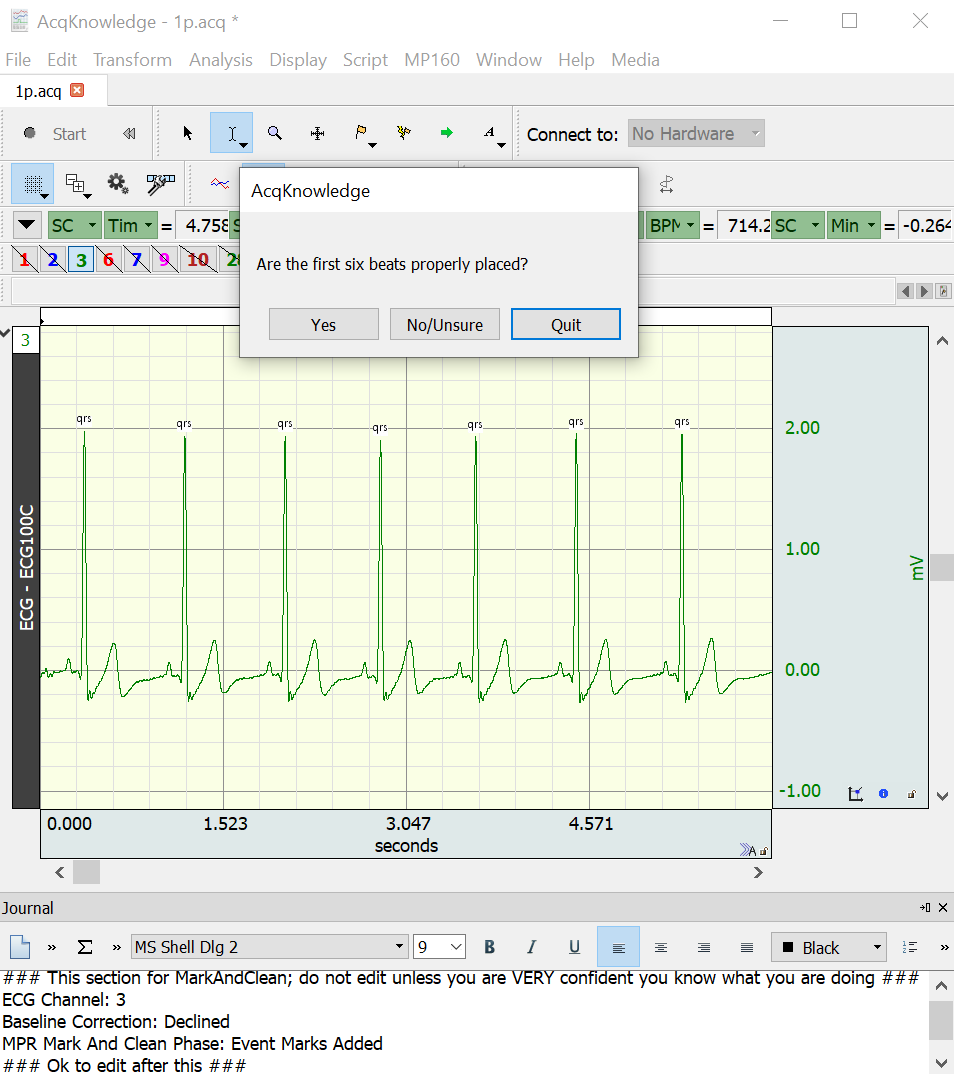 AcqKnowledge - 1p.acq *
File Edit Transform Analysis Display Script MP160 Window Help Media
1p.acq
Start Connect to: No Hardware
AcqKnowledge
SC Tim = 4.758 BPM = 714.2 SC Min = -0.264
1 2 3 6 7 9 10
Are the first six beats properly placed?
Yes No/Unsure Quit
3
qrs qrs qrs qrs qrs qrs qrs
2.00
1.00
0.00
-1.00
mV
ECG - ECG100C
0.000 1.523 3.047 4.571
seconds
Journal
MS Shell Dlg 2 9 B I U Black
### This section for MarkAndClean; do not edit unless you are VERY confident you know what you are doing ###
ECG Channel: 3
Baseline Correction: Declined
MPR Mark And Clean Phase: Event Marks Added
### Ok to edit after this ###